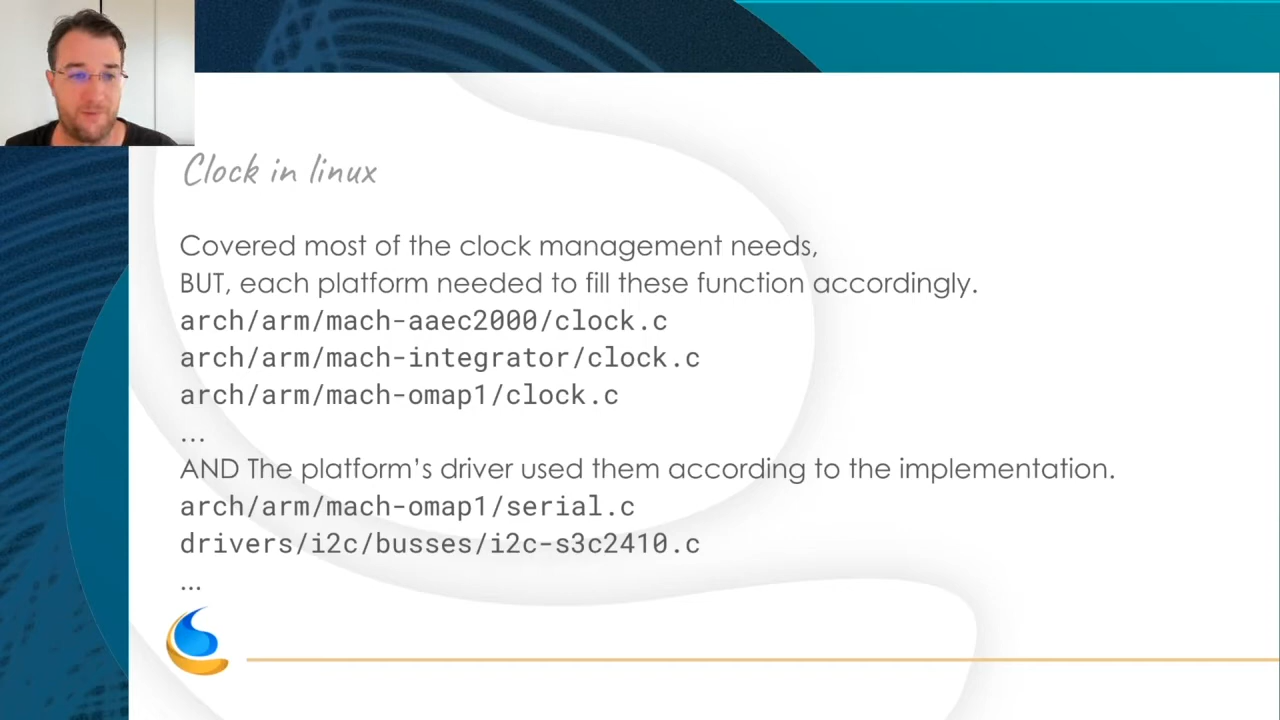 Clock in linux
Covered most of the clock management needs,
BUT, each platform needed to fill these function accordingly.
arch/arm/mach-aaec2000/clock.c
arch/arm/mach-integrator/clock.c
arch/arm/mach-omap1/clock.c
...
AND The platform's driver used them according to the implementation.
arch/arm/mach-omap1/serial.c
drivers/i2c/busses/i2c-s3c2410.c
...